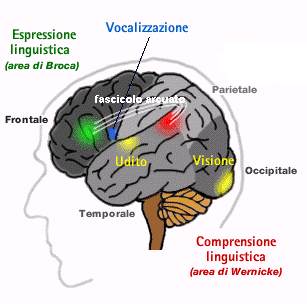 Vocalizzazione
Espressione
linguistica
(area di Broca)
Parietale
fascicolo arcuato
Frontale
Udito
Visione
Occipitale
Temporale
Comprensione
linguistica
(area di Wernicke)